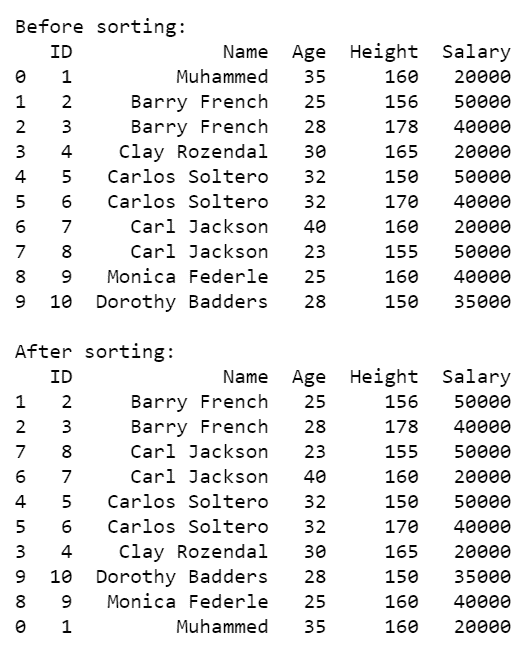 Before sorting:
   ID             Name  Age  Height  Salary
0   1         Muhammed   35     160   20000
1   2     Barry French   25     156   50000
2   3     Barry French   28     178   40000
3   4    Clay Rozendal   30     165   20000
4   5   Carlos Soltero   32     150   50000
5   6   Carlos Soltero   32     170   40000
6   7     Carl Jackson   40     160   20000
7   8     Carl Jackson   23     155   50000
8   9   Monica Federle   25     160   40000
9  10  Dorothy Badders   28     150   35000

After sorting:
   ID             Name  Age  Height  Salary
1   2     Barry French   25     156   50000
2   3     Barry French   28     178   40000
7   8     Carl Jackson   23     155   50000
6   7     Carl Jackson   40     160   20000
4   5   Carlos Soltero   32     150   50000
5   6   Carlos Soltero   32     170   40000
3   4    Clay Rozendal   30     165   20000
9  10  Dorothy Badders   28     150   35000
8   9   Monica Federle   25     160   40000
0   1         Muhammed   35     160   20000